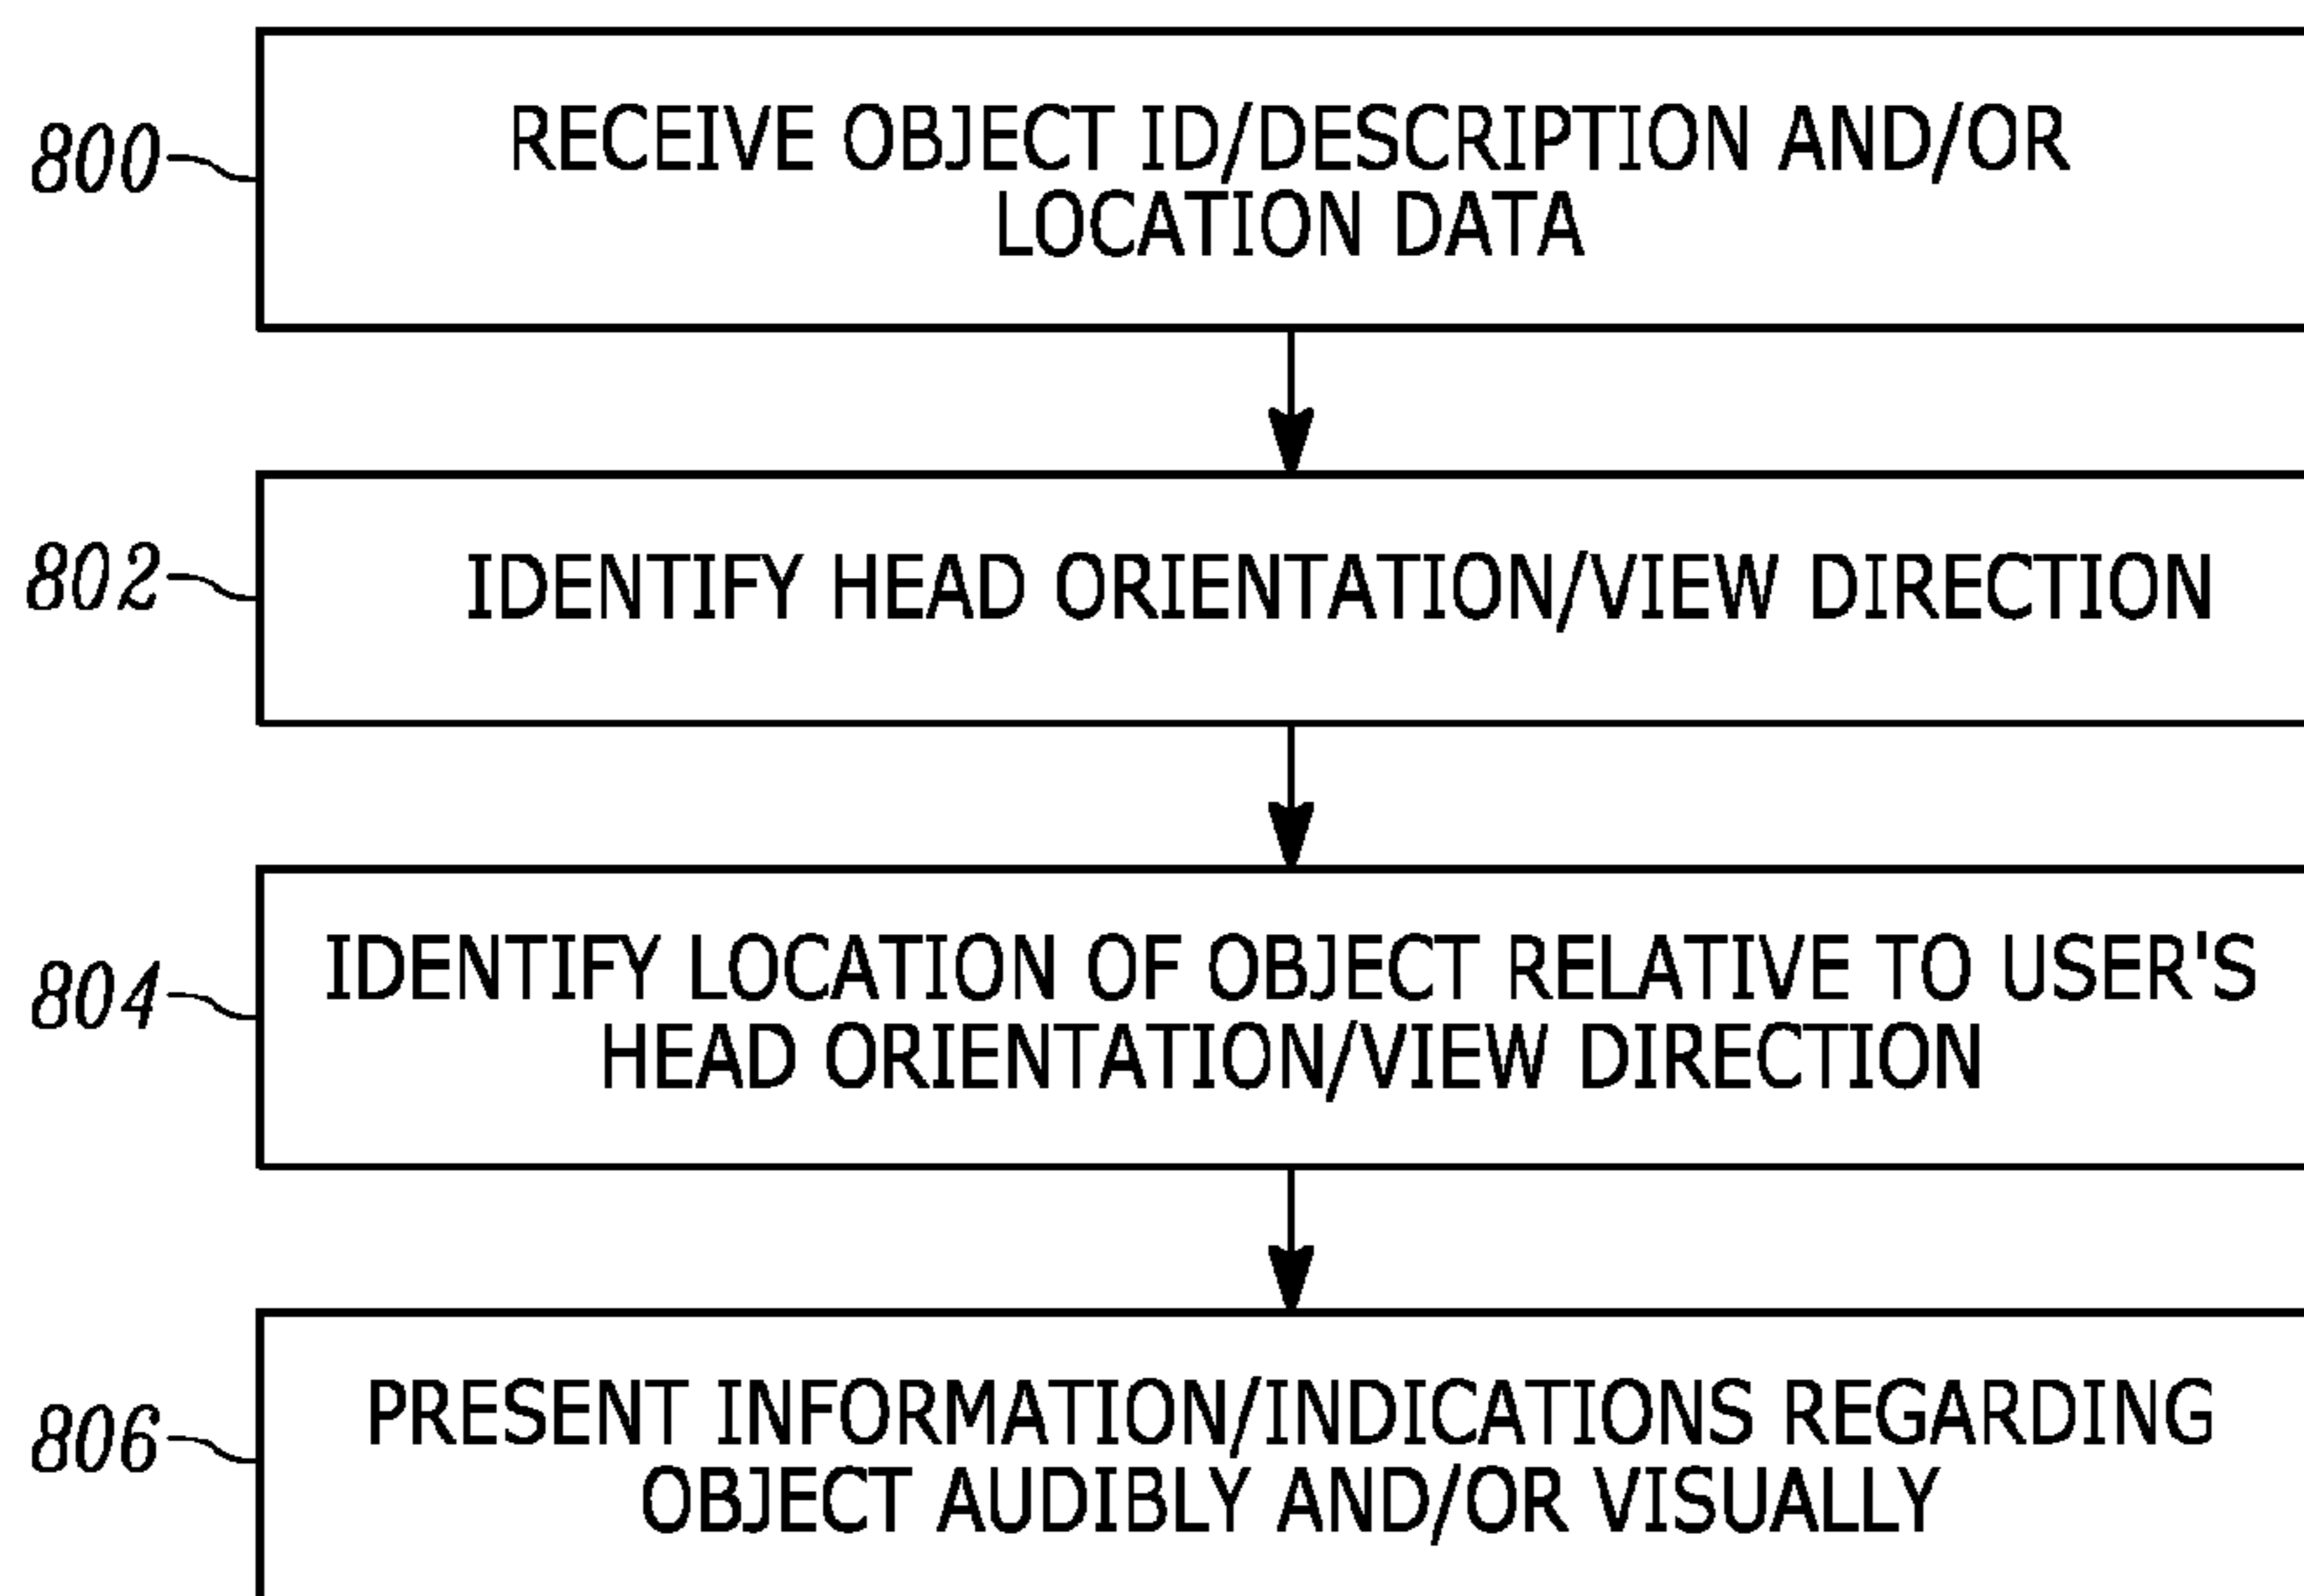 800
RECEIVE OBJECT ID/DESCRIPTION AND/OR
LOCATION DATA
802
IDENTIFY HEAD ORIENTATION/VIEW DIRECTION
804
IDENTIFY LOCATION OF OBJECT RELATIVE TO USER'S
HEAD ORIENTATION/VIEW DIRECTION
806
PRESENT INFORMATION/INDICATIONS REGARDING
OBJECT AUDIBLY AND/OR VISUALLY